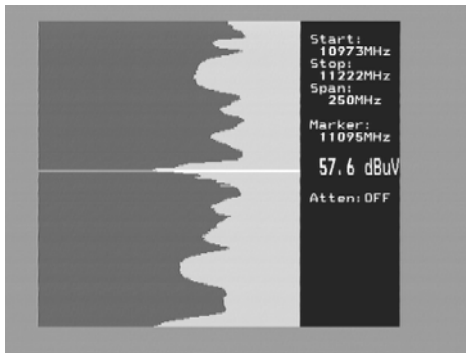 Start:
10973MHz
Stop:
11222MHz
Span:
250MHz
Marker:
11095MHz
57.6 dBuV
Atten:OFF